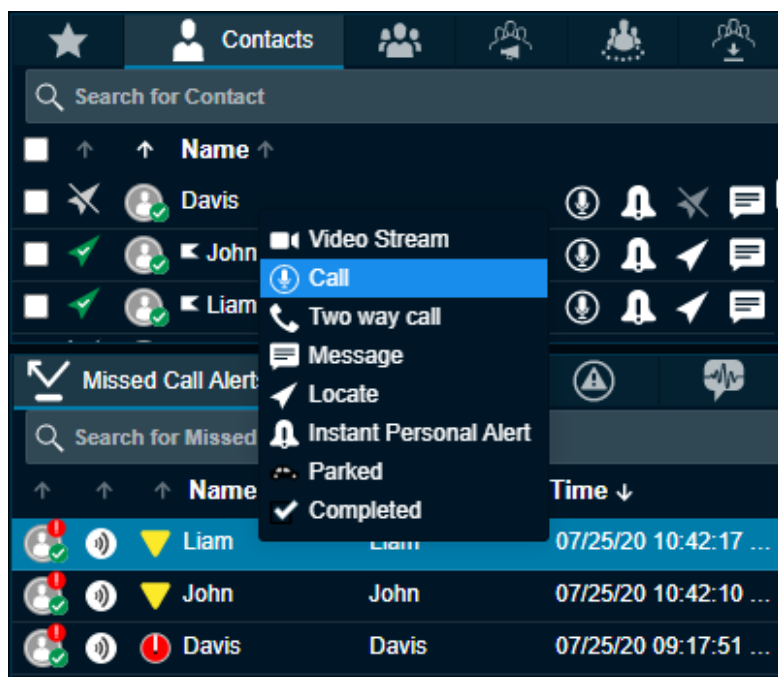 Contacts
Search for Contact
Name
Davis
John
Liam
Video Stream
Call
Two way call
Message
Locate
Instant Personal Alert
Parked
Completed
Missed Call Alert
Search for Missed
Name Time
Liam Liam 07/25/20 10:42:17 ...
John John 07/25/20 10:42:10 ...
Davis Davis 07/25/20 09:17:51 ...